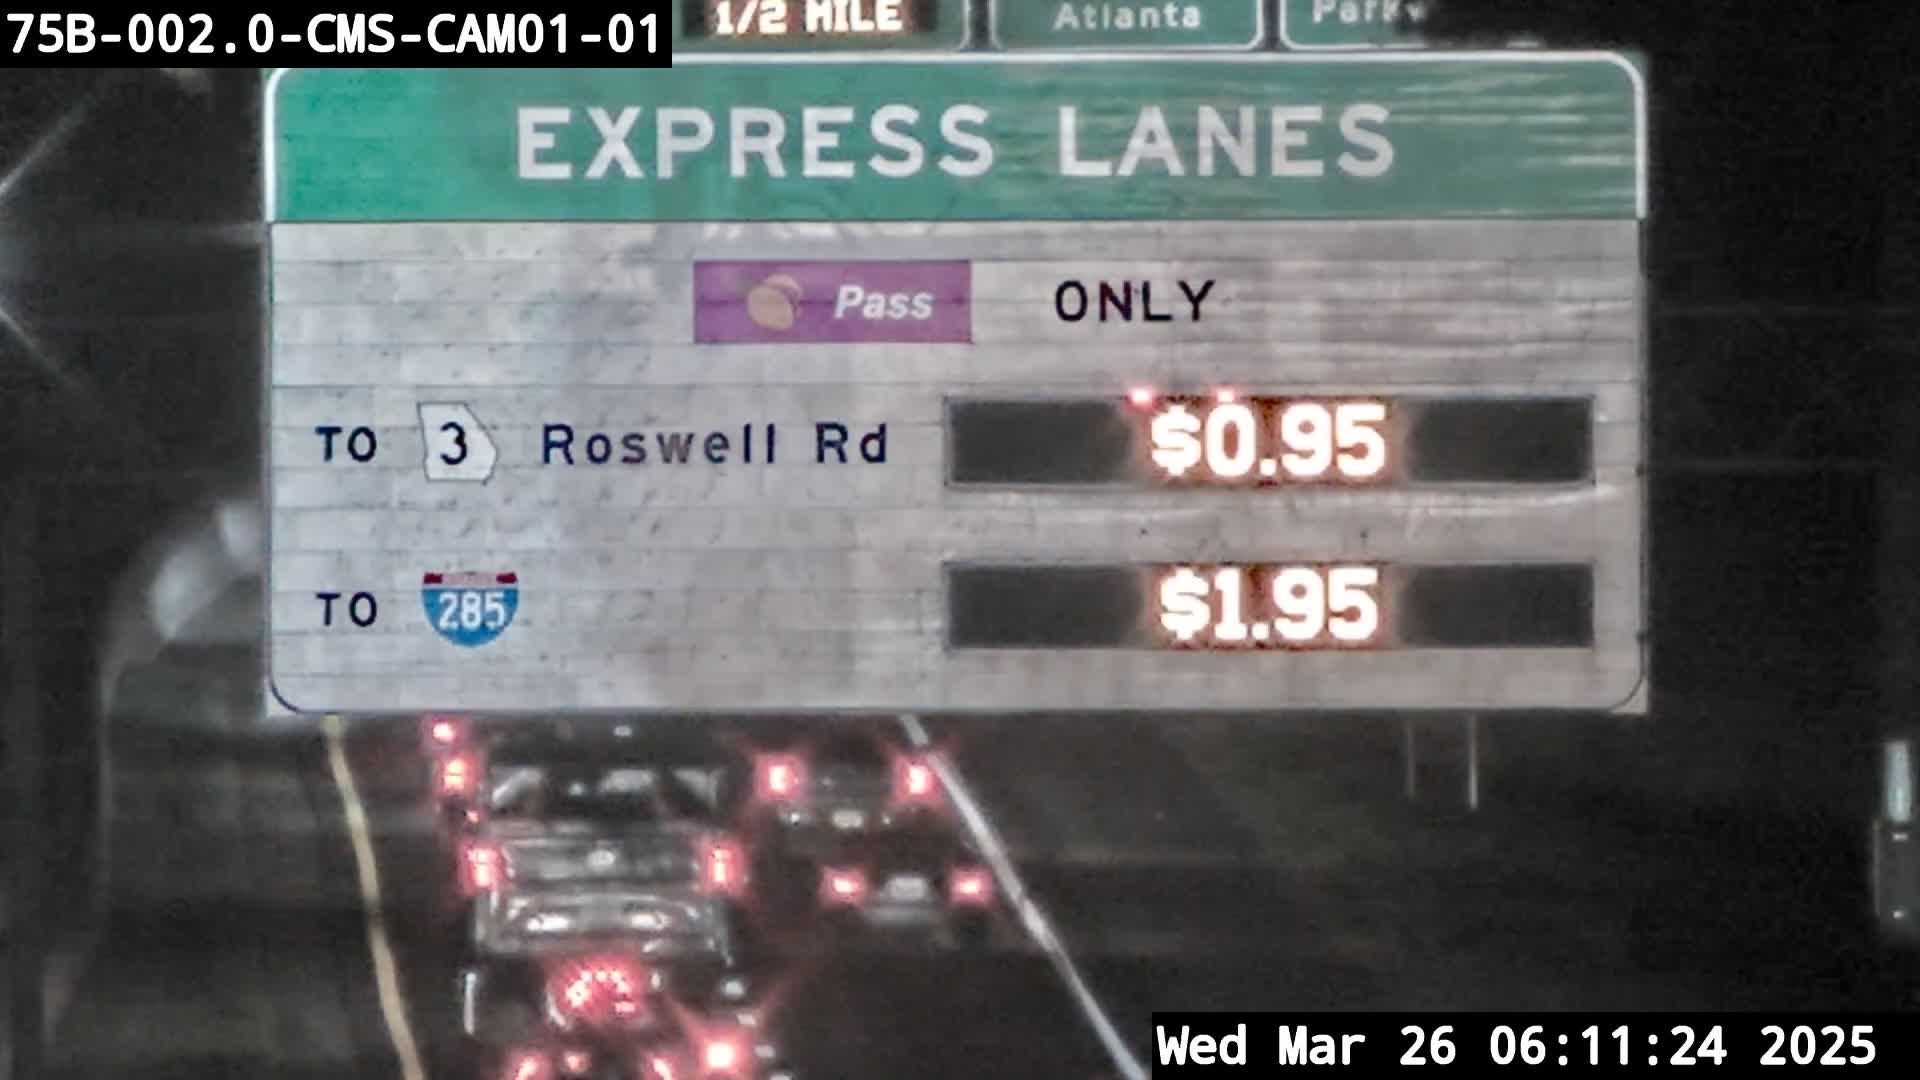 75B-002.0-CMS-CAM01-01
1/2 MILE
Atlanta
EXPRESS LANES
Pass ONLY
TO 3 Roswell Rd $0.95
TO 285 $1.95
Wed Mar 26 06:11:24 2025